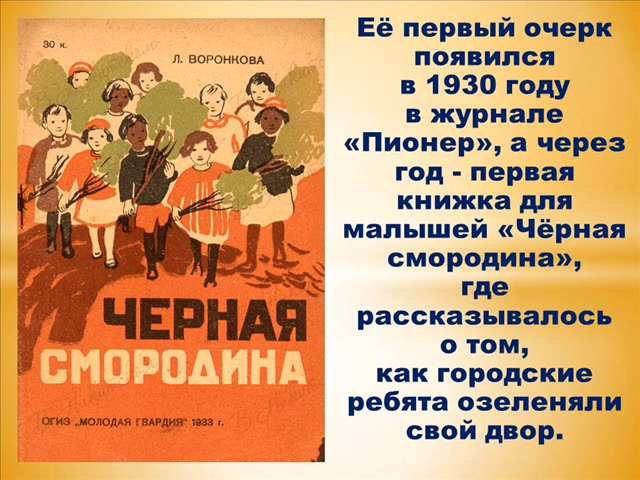 30 к.
Л. ВОРОНКОВА
ЧЕРНАЯ
СМОРОДИНА
ОГИЗ „МОЛОДАЯ ГВАРДИЯ" 1933 г.
Её первый очерк
появился
в 1930 году
в журнале
«Пионер», а через
год - первая
книжка для
малышей «Чёрная
смородина»,
где
рассказывалось
о том,
как городские
ребята озеленяли
свой двор.